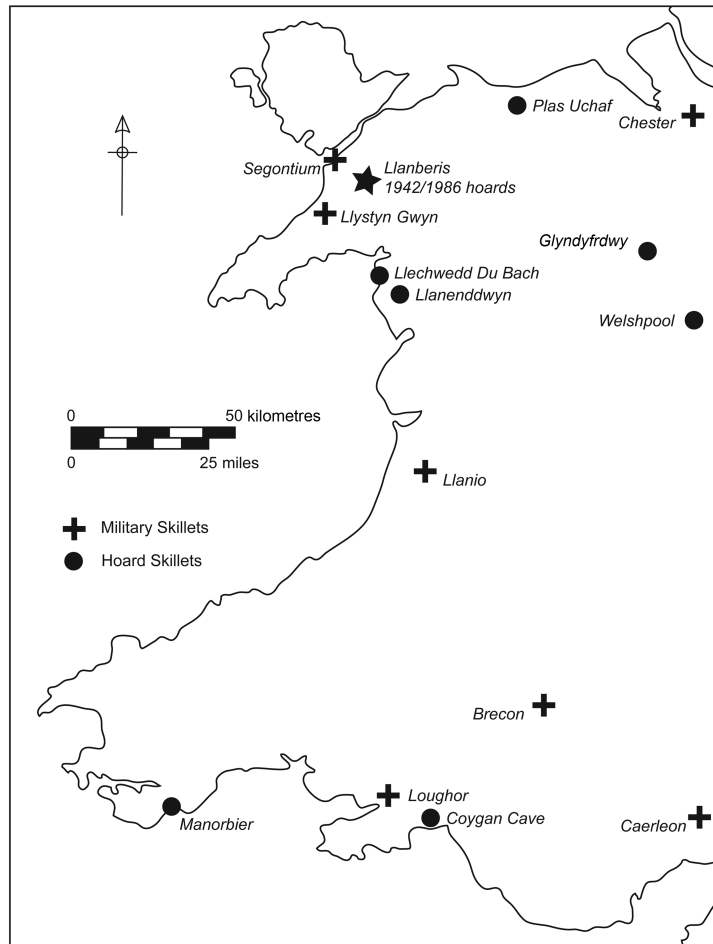 Plas Uchaf
Chester
Segontium
Llanberis
1942/1986 hoards
Llystyn Gwyn
Glyndyfrdwy
Llechwedd Du Bach
Llanenddwyn
Welshpool
0 50 kilometres
0 25 miles
Llanio
Military Skillets
Hoard Skillets
Brecon
Loughor
Coygan Cave
Manorbier
Caerleon